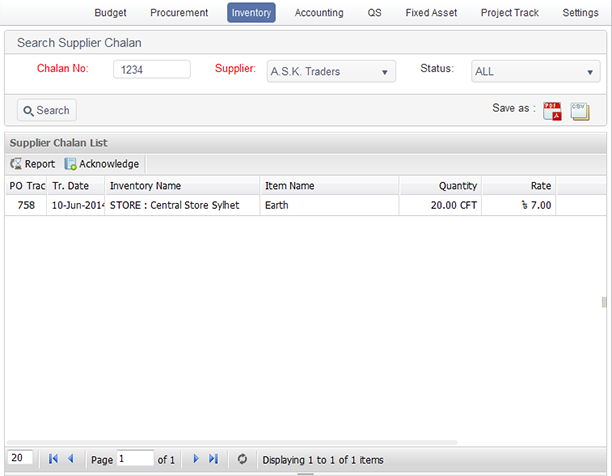 Budget Procurement Inventory Accounting QS Fixed Asset Project Track Settings
Search Supplier Chalan
Chalan No: 1234 Supplier: A.S.K. Traders Status: ALL
Search Save as : PDF CSV
Supplier Chalan List
Report Acknowledge
PO Trac Tr. Date Inventory Name Item Name Quantity Rate
758 10-Jun-2014 STORE : Central Store Sylhet Earth 20.00 CFT ৳ 7.00
20 Page 1 of 1 Displaying 1 to 1 of 1 items